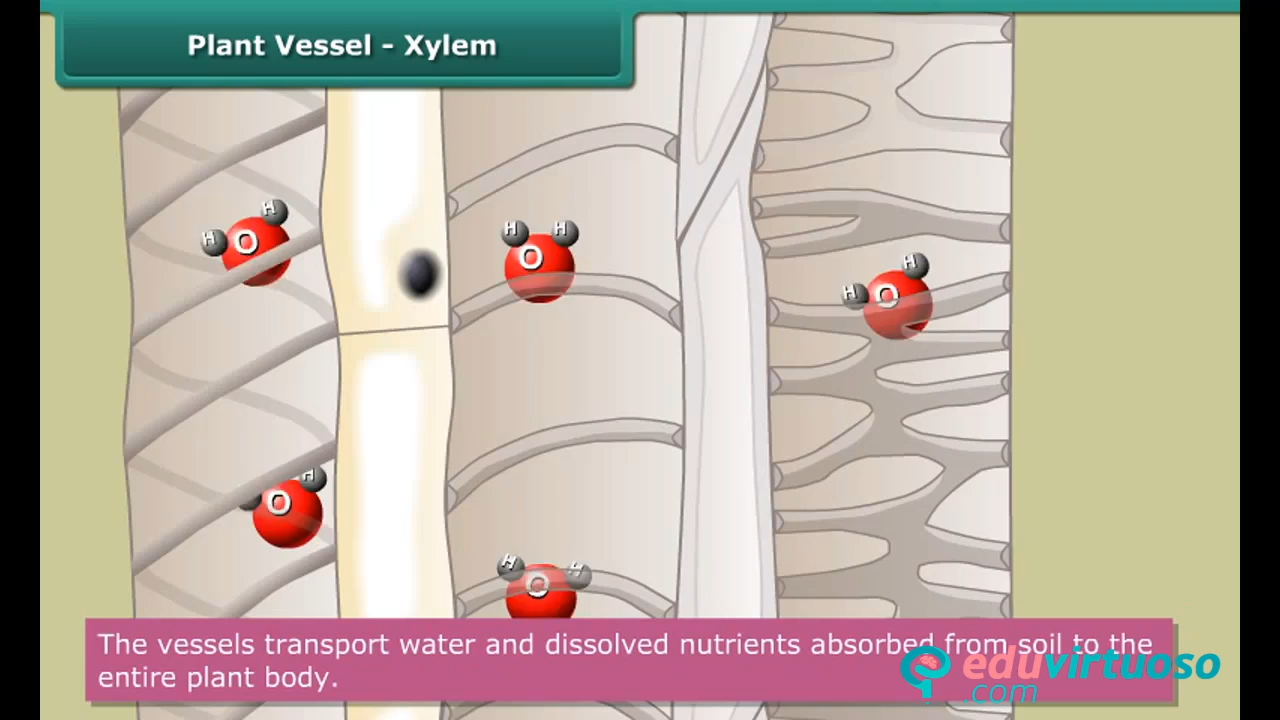 Plant Vessel - Xylem
H
H
O
H
H
O
H
H
O
H
O
H
H
O
The vessels transport water and dissolved nutrients absorbed from soil to the
entire plant body.
eduvirtuoso
.com